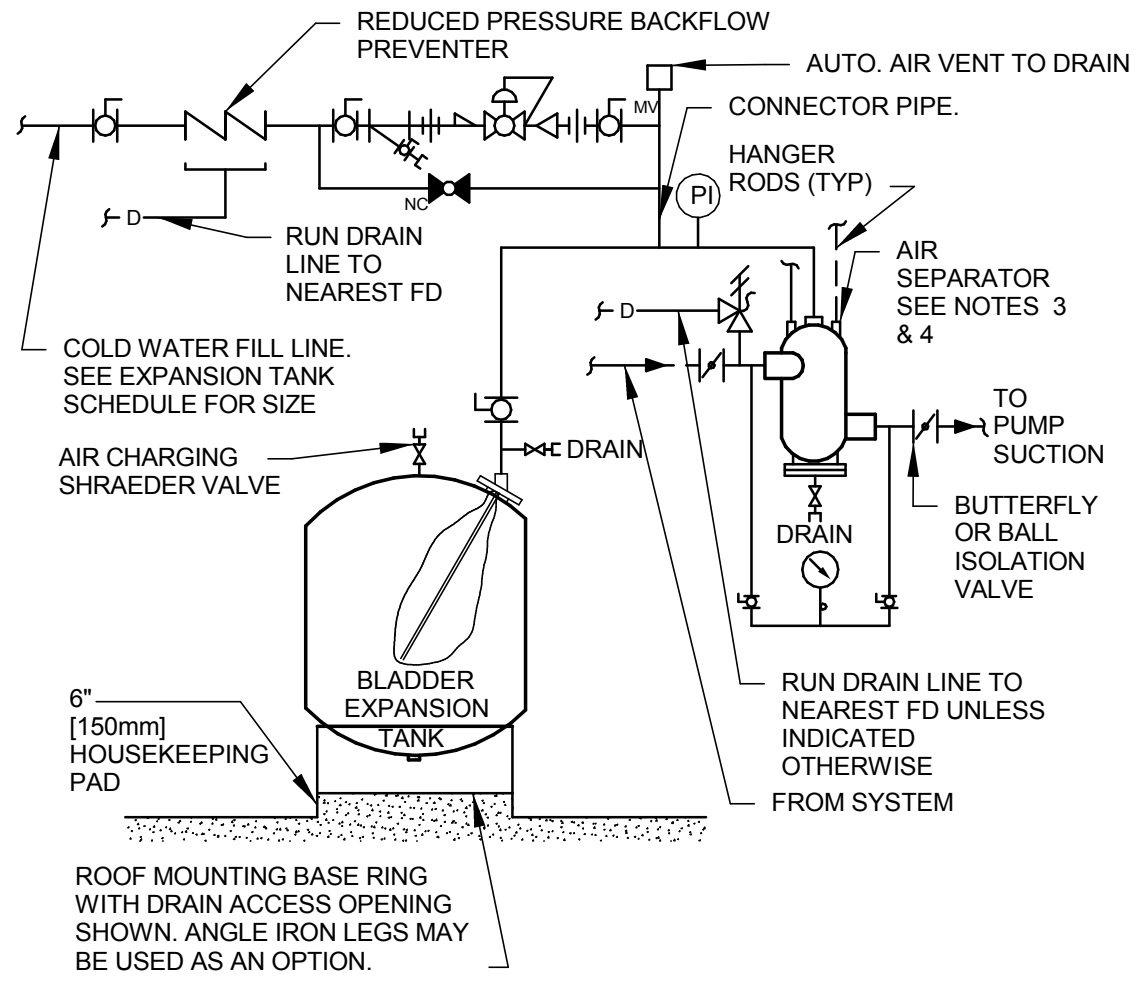 REDUCED PRESSURE BACKFLOW
PREVENTER
AUTO. AIR VENT TO DRAIN
MV
CONNECTOR PIPE.
HANGER
RODS (TYP)
PI
NC
D
RUN DRAIN
LINE TO
NEAREST FD
AIR
SEPARATOR
SEE NOTES 3
& 4
D
COLD WATER FILL LINE.
SEE EXPANSION TANK
SCHEDULE FOR SIZE
TO
PUMP
SUCTION
AIR CHARGING
SHRAEDER VALVE
DRAIN
BUTTERFLY
OR BALL
ISOLATION
VALVE
DRAIN
BLADDER
EXPANSION
TANK
6"
[150mm]
HOUSEKEEPING
PAD
RUN DRAIN LINE TO
NEAREST FD UNLESS
INDICATED
OTHERWISE
FROM SYSTEM
ROOF MOUNTING BASE RING
WITH DRAIN ACCESS OPENING
SHOWN. ANGLE IRON LEGS MAY
BE USED AS AN OPTION.